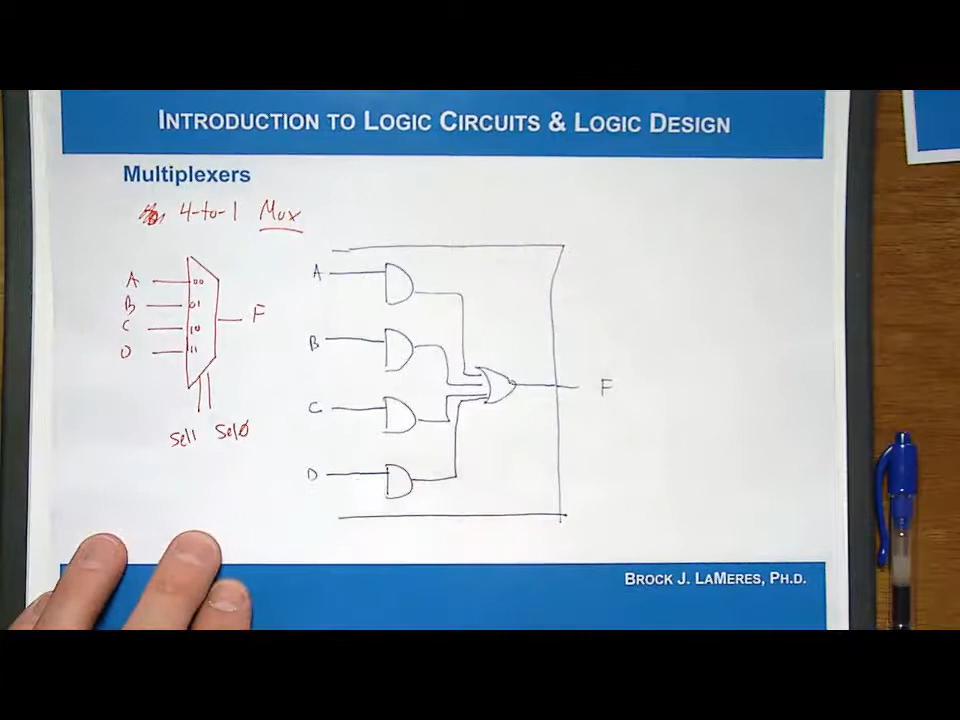 INTRODUCTION TO LOGIC CIRCUITS & LOGIC DESIGN
Multiplexers
4-to-1 Mux
A 00
B 01
C 10
D 11
F
Sel1 Sel0
A
B
C
D
F
BROCK J. LAMERES, PH.D.